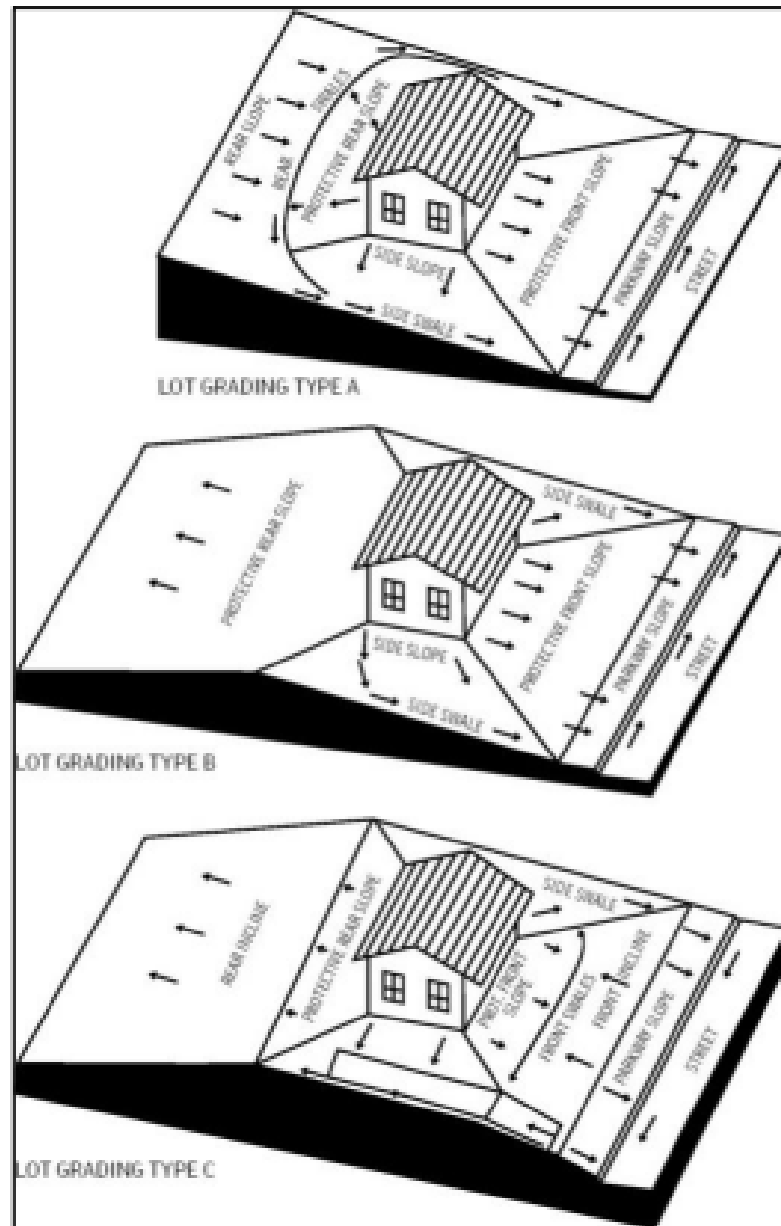 REAR SLOPE
REAR
SWALES
PROTECTIVE REAR SLOPE
SIDE SLOPE
SIDE SWALE
PROTECTIVE FRONT SLOPE
PARKWAY SLOPE
STREET
LOT GRADING TYPE A
PROTECTIVE REAR SLOPE
SIDE SWALE
SIDE SLOPE
SIDE SWALE
PROTECTIVE FRONT SLOPE
PARKWAY SLOPE
STREET
LOT GRADING TYPE B
REAR INCLINE
PROTECTIVE REAR SLOPE
SIDE SWALE
FRONT
SLOPE
FRONT SWALES
FRONT INCLINE
PARKWAY SLOPE
STREET
LOT GRADING TYPE C